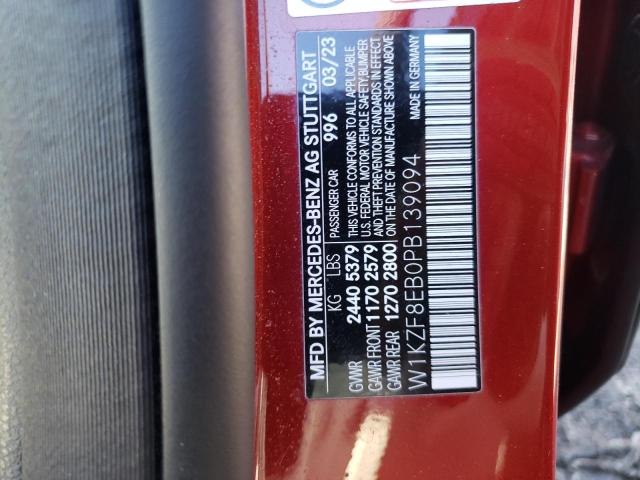 MFD BY MERCEDES-BENZ AG STUTTGART
KG LBS PASSENGER CAR 996 03/23
GVWR 2440 5379 THIS VEHICLE CONFORMS TO ALL APPLICABLE
GAWR FRONT 1170 2579 U.S. FEDERAL MOTOR VEHICLE SAFETY, BUMPER
AND THEFT PREVENTION STANDARDS IN EFFECT
GAWR REAR 1270 2800 ON THE DATE OF MANUFACTURE SHOWN ABOVE
MADE IN GERMANY
W1KZF8EB0PB139094